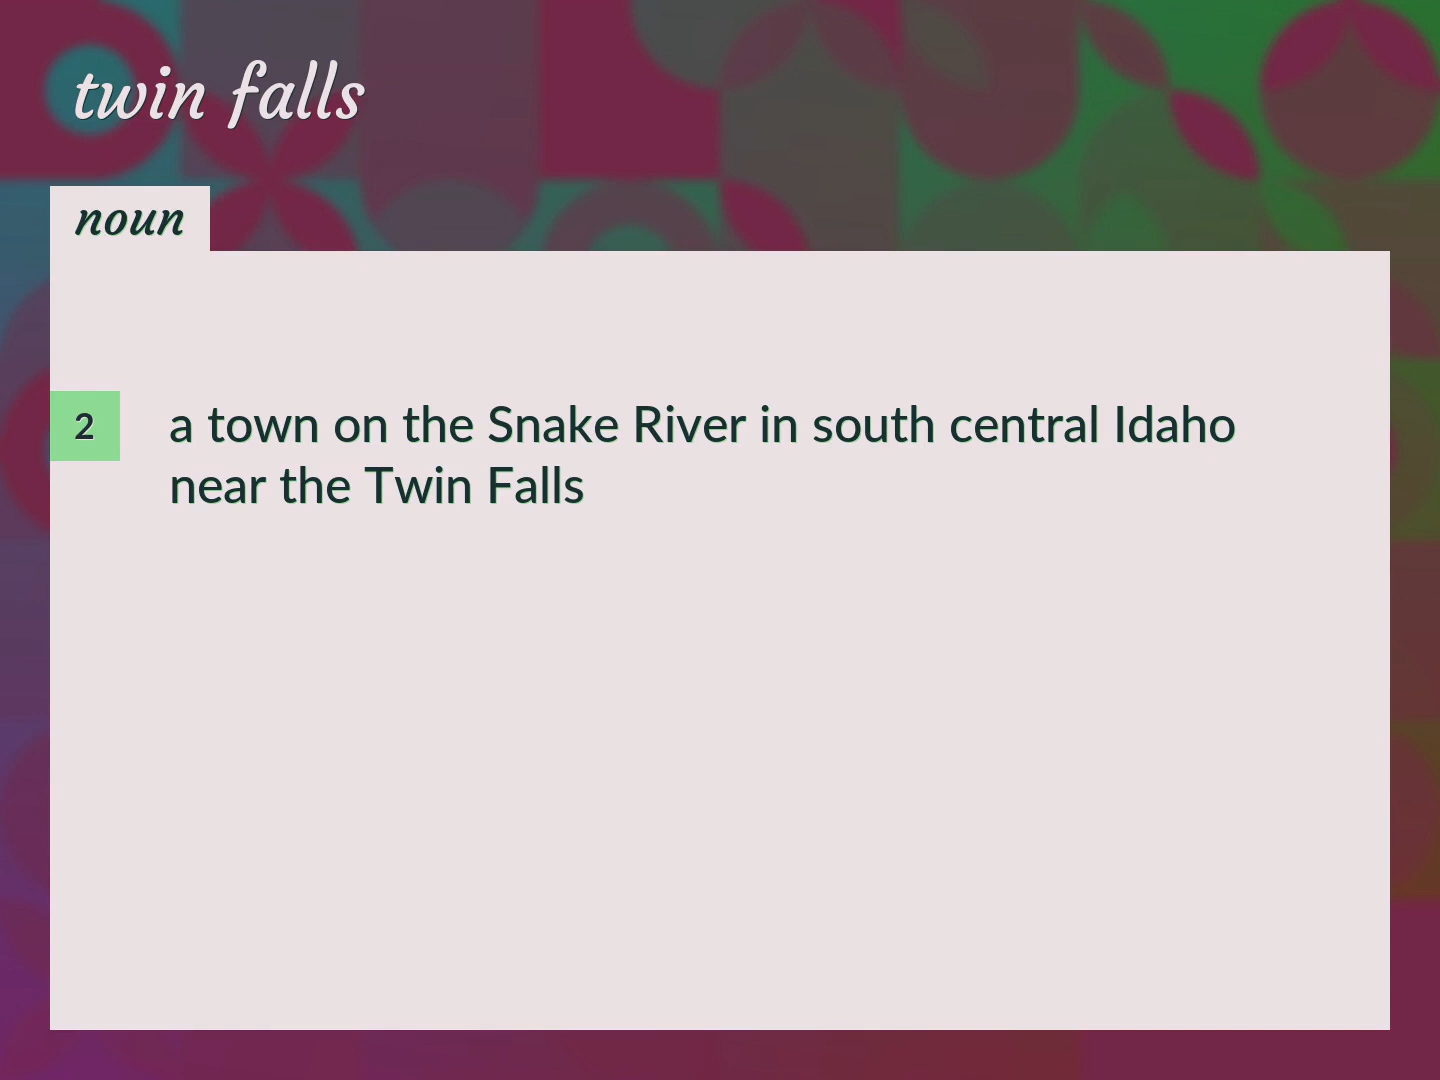 twin falls
noun
2
a town on the Snake River in south central Idaho
near the Twin Falls